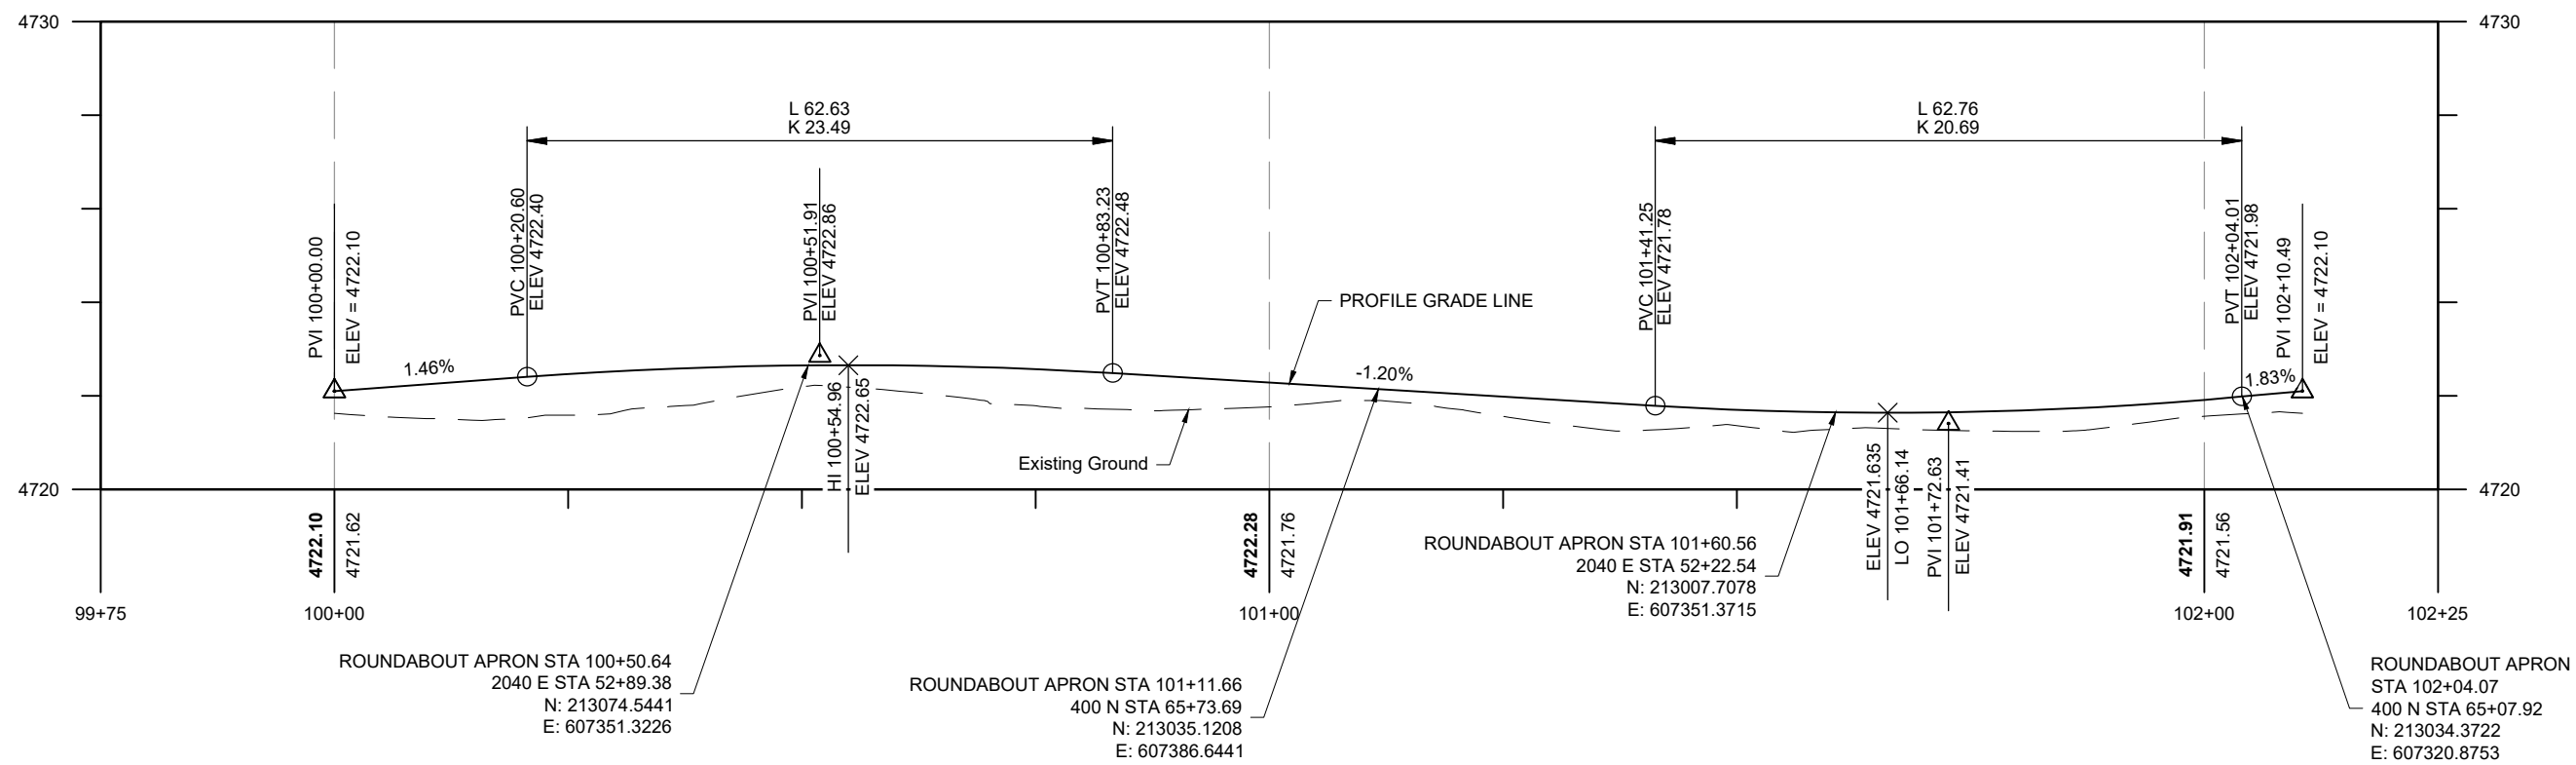 4730
4730
L 62.63
K 23.49
L 62.76
K 20.69
PVI 100+00.00
ELEV = 4722.10
1.46%
PVC 100+20.60
ELEV 4722.40
PVI 100+51.91
ELEV 4722.86
HI 100+54.96
ELEV 4722.65
PVT 100+83.23
ELEV 4722.48
PROFILE GRADE LINE
Existing Ground
-1.20%
PVC 101+41.25
ELEV 4721.78
ELEV 4721.635
LO 101+66.14
PVI 101+72.63
ELEV 4721.41
PVT 102+04.01
ELEV 4721.98
1.83%
PVI 102+10.49
ELEV = 4722.10
4720
4720
4722.10
4721.62
4722.28
4721.76
4721.91
4721.56
99+75
100+00
101+00
102+00
102+25
ROUNDABOUT APRON STA 100+50.64
2040 E STA 52+89.38
N: 213074.5441
E: 607351.3226
ROUNDABOUT APRON STA 101+11.66
400 N STA 65+73.69
N: 213035.1208
E: 607386.6441
ROUNDABOUT APRON STA 101+60.56
2040 E STA 52+22.54
N: 213007.7078
E: 607351.3715
ROUNDABOUT APRON
STA 102+04.07
400 N STA 65+07.92
N: 213034.3722
E: 607320.8753